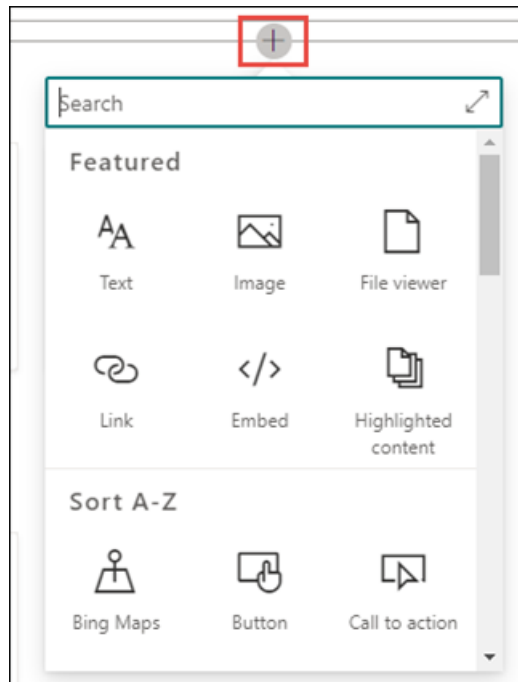 Search
Featured
Text Image File viewer
Link Embed Highlighted
content
Sort A-Z
Bing Maps Button Call to action